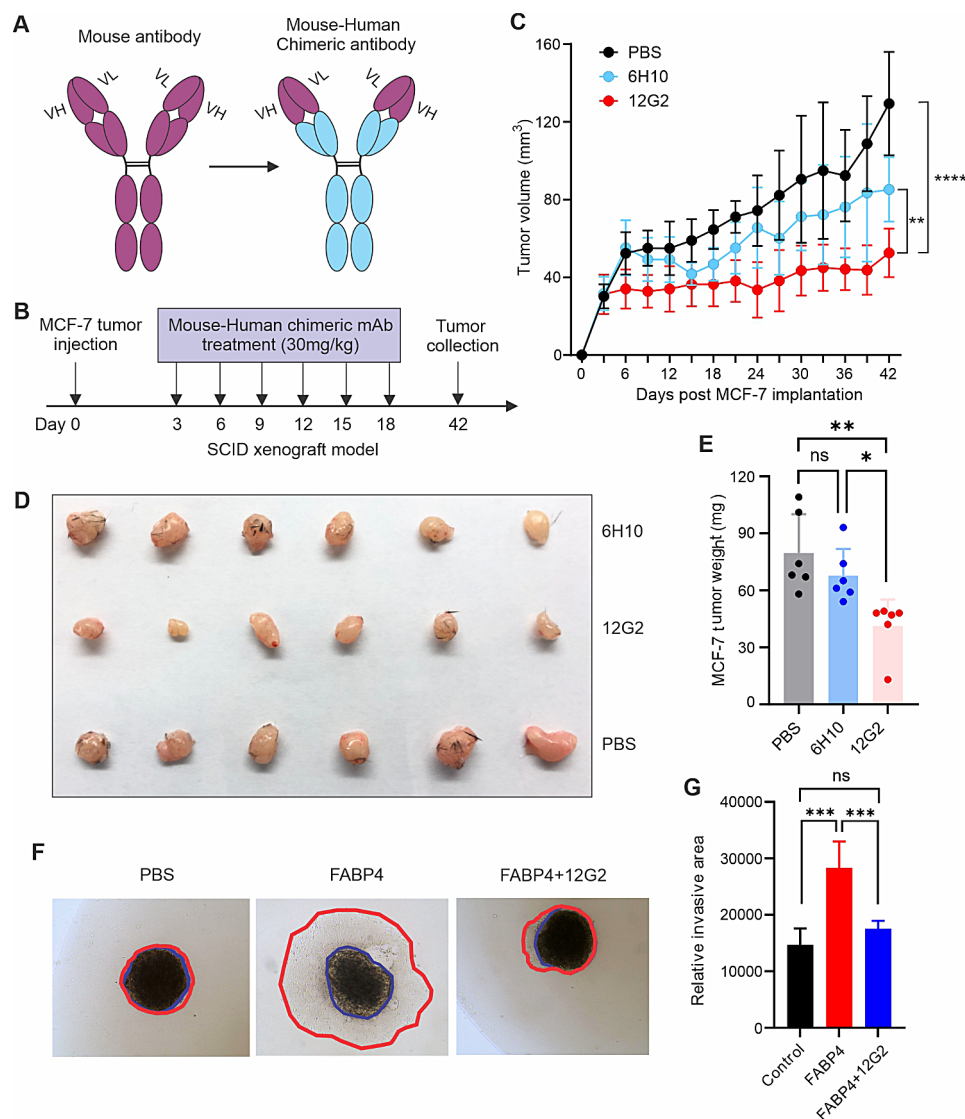 A
Mouse antibody
Mouse-Human
Chimeric antibody
VH
VL
VL
VH
VH
VL
VL
VH
B
MCF-7 tumor
injection
Mouse-Human chimeric mAb
treatment (30mg/kg)
Tumor
collection
Day 0
3
6
9
12
15
18
42
SCID xenograft model
C
PBS
6H10
12G2
Tumor volume (mm³)
160
120
80
40
0
0
6
12
18
24
30
36
42
Days post MCF-7 implantation
****
**
D
6H10
12G2
PBS
E
**
ns
*
MCF-7 tumor weight (mg)
120
90
60
30
0
PBS
6H10
12G2
F
PBS
FABP4
FABP4+12G2
G
ns
***
***
Relative invasive area
40000
30000
20000
10000
0
Control
FABP4
FABP4+12G2